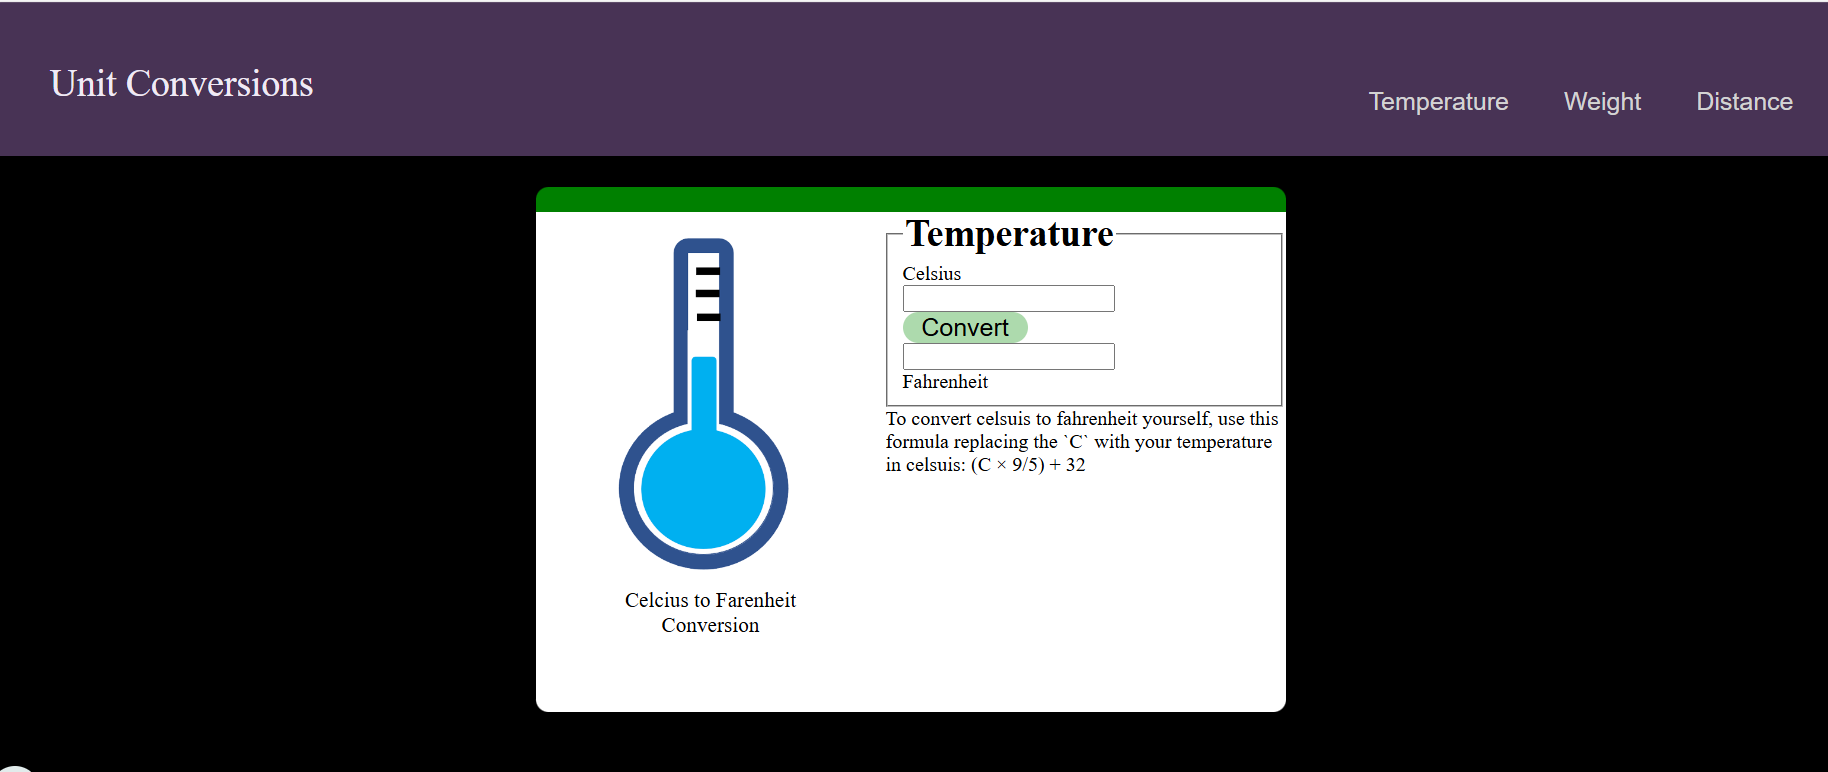 Unit Conversions
Temperature
Weight
Distance
Temperature
Celsius
Convert
Fahrenheit
To convert celsuis to fahrenheit yourself, use this
formula replacing the `C` with your temperature
in celsuis: (C × 9/5) + 32
Celcius to Farenheit
Conversion